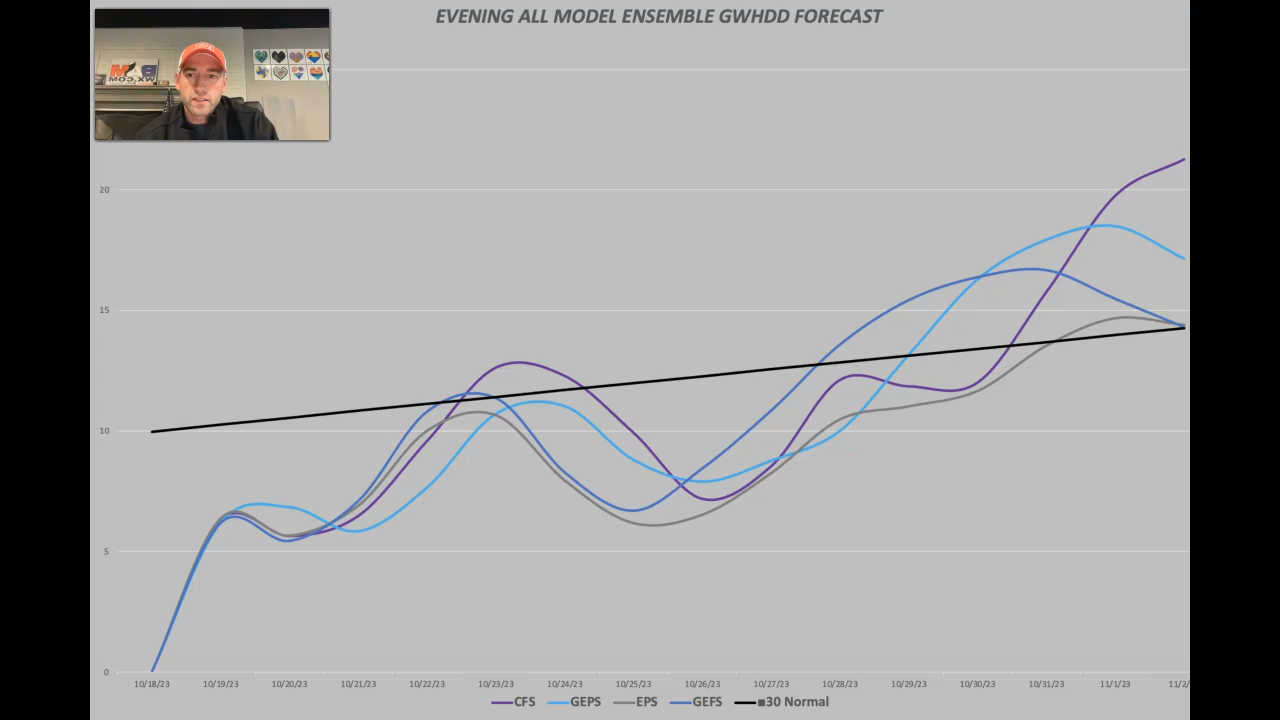 EVENING ALL MODEL ENSEMBLE GWHDD FORECAST
20
15
10
5
0
10/18/23 10/19/23 10/20/23 10/21/23 10/22/23 10/23/23 10/24/23 10/25/23 10/26/23 10/27/23 10/28/23 10/29/23 10/30/23 10/31/23 11/1/23 11/2/
CFS GEPS EPS GEFS ■30 Normal